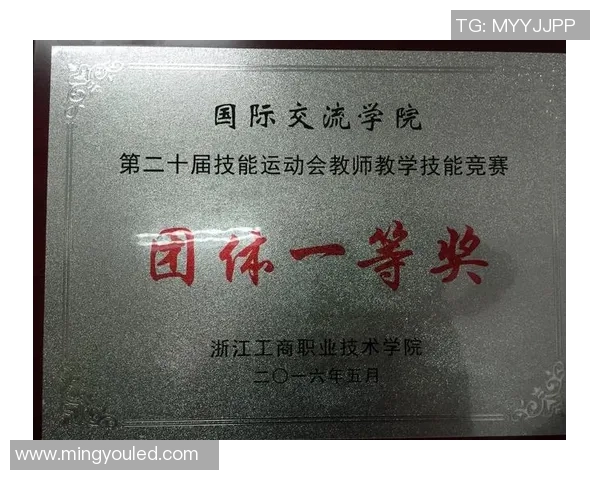 TG: MYYJJPP
国际交流学院
第二十届技能运动会教师教学技能竞赛
团体一等奖
浙江工商职业技术学院
二〇一六年五月
www.mingyouled.com